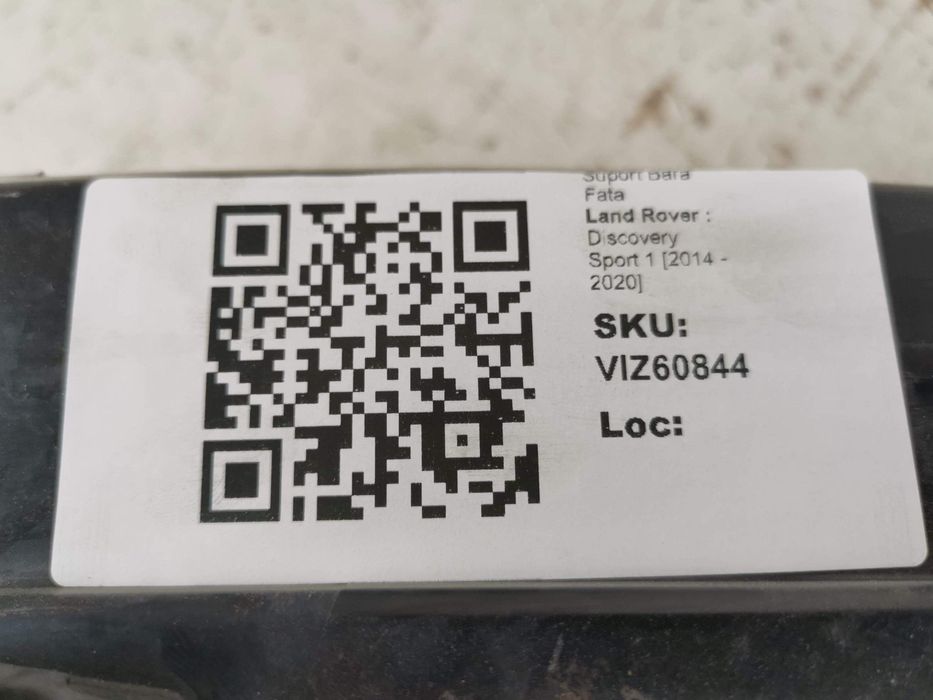 Suport Bara
Fata
Land Rover :
Discovery
Sport 1 [2014 -
2020]
SKU:
VIZ60844
Loc: